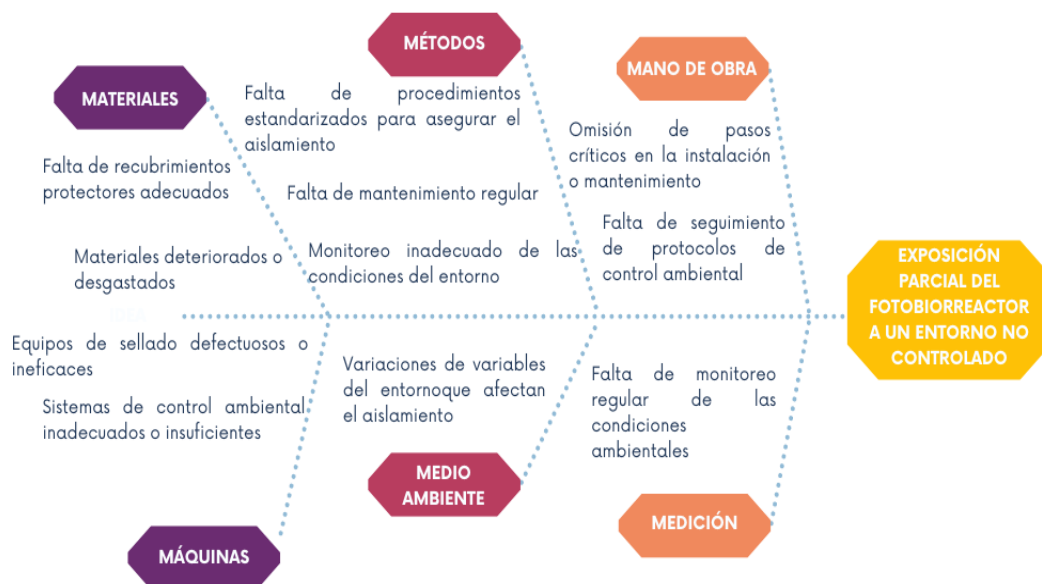 MÉTODOS
MANO DE OBRA
MATERIALES
Falta de procedimientos
estandarizados para asegurar el
aislamiento
Omisión de pasos
críticos en la instalación
o mantenimiento
Falta de recubrimientos
protectores adecuados
Falta de mantenimiento regular
Falta de seguimiento
de protocolos de
control ambiental
Materiales deteriorados o
desgastados
Monitoreo inadecuado de las
condiciones del entorno
EXPOSICIÓN
PARCIAL DEL
FOTOBIORREACTOR
A UN ENTORNO NO
CONTROLADO
Equipos de sellado defectuosos o
ineficaces
Variaciones de variables
del entornoque afectan
el aislamiento
Falta de monitoreo
regular de las
condiciones
ambientales
Sistemas de control ambiental
inadecuados o insuficientes
MEDIO
AMBIENTE
MEDICIÓN
MÁQUINAS